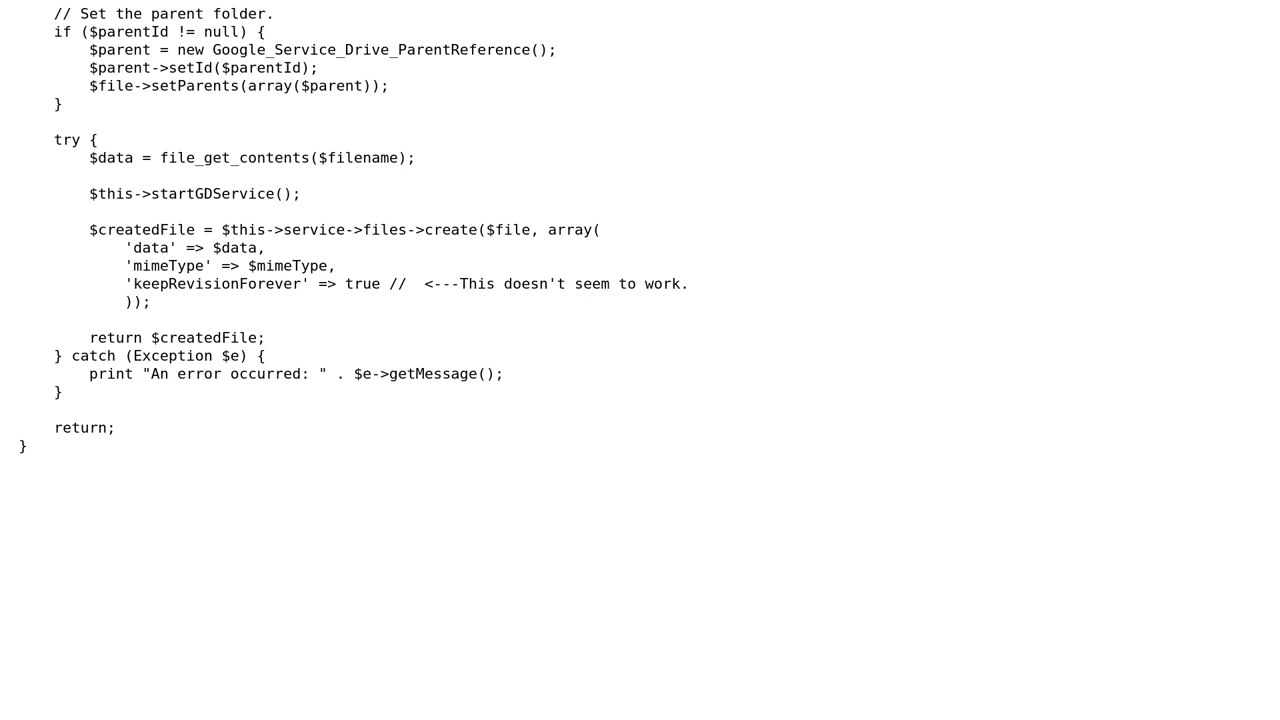 // Set the parent folder.
    if ($parentId != null) {
        $parent = new Google_Service_Drive_ParentReference();
        $parent->setId($parentId);
        $file->setParents(array($parent));
    }

    try {
        $data = file_get_contents($filename);

        $this->startGDService();

        $createdFile = $this->service->files->create($file, array(
            'data' => $data,
            'mimeType' => $mimeType,
            'keepRevisionForever' => true //  <---This doesn't seem to work.
            ));

        return $createdFile;
    } catch (Exception $e) {
        print "An error occurred: " . $e->getMessage();
    }

    return;
}